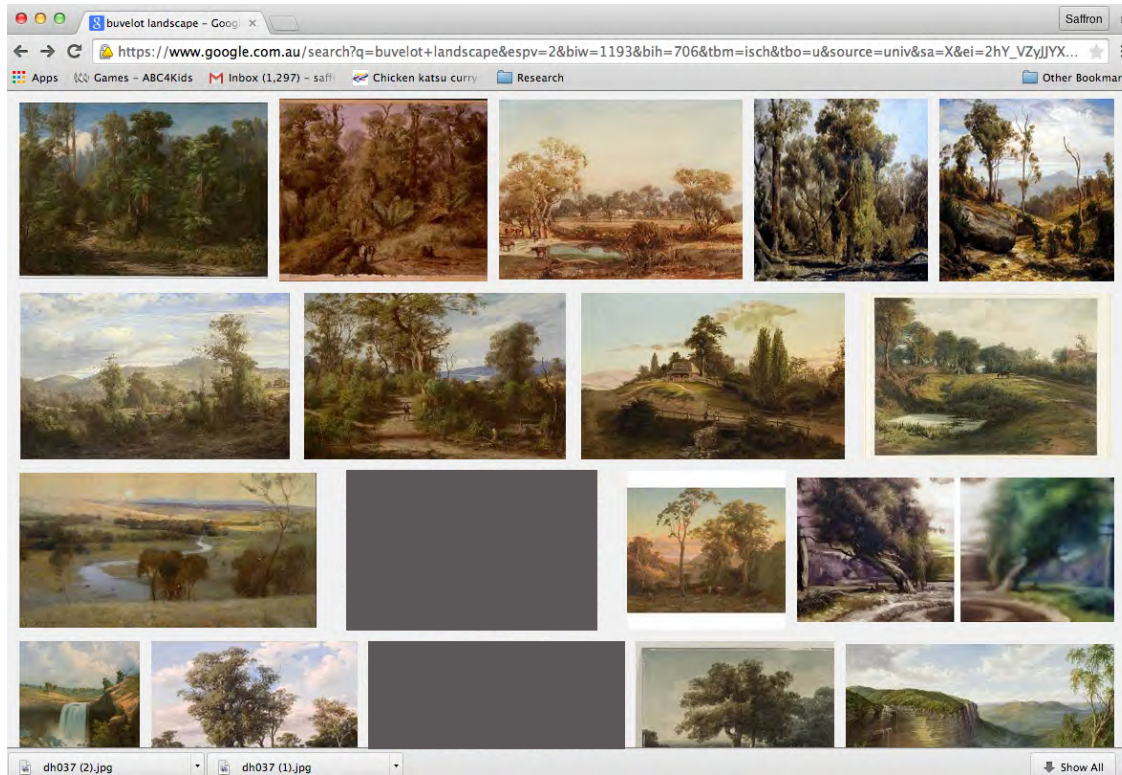 buvelot landscape – Goog
Saffron
https://www.google.com.au/search?q=buvelot+landscape&espv=2&biw=1193&bih=706&tbm=isch&tbo=u&source=univ&sa=X&ei=2hY_VZyJJYX...
Apps Games – ABC4Kids Inbox (1,297) – saff Chicken katsu curry Research Other Bookmar
dh037 (2).jpg dh037 (1).jpg Show All